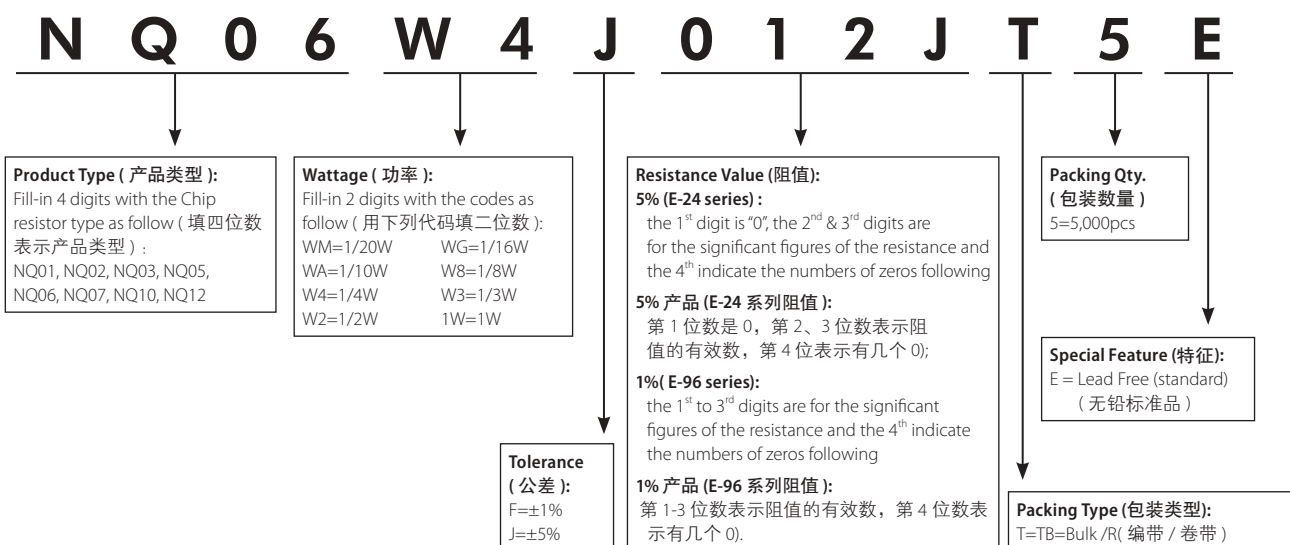 N Q 0 6 W 4 J 0 1 2 J T 5 E
Product Type ( 产品类型 ):
Fill-in 4 digits with the Chip
resistor type as follow ( 填四位数
表示产品类型 ) :
NQ01, NQ02, NQ03, NQ05,
NQ06, NQ07, NQ10, NQ12
Wattage ( 功率 ):
Fill-in 2 digits with the codes as
follow ( 用下列代码填二位数 ):
WM=1/20W WG=1/16W
WA=1/10W W8=1/8W
W4=1/4W W3=1/3W
W2=1/2W 1W=1W
Tolerance
( 公差 ):
F=±1%
J=±5%
Resistance Value (阻值):
5% (E-24 series) :
the 1st digit is “0”, the 2nd & 3rd digits are
for the significant figures of the resistance and
the 4th indicate the numbers of zeros following
5% 产品 (E-24 系列阻值 ):
第 1 位数是 0，第 2、3 位数表示阻
值的有效数，第 4 位表示有几个 0);
1%( E-96 series):
the 1st to 3rd digits are for the significant
figures of the resistance and the 4th indicate
the numbers of zeros following
1% 产品 (E-96 系列阻值 ):
第 1-3 位数表示阻值的有效数，第 4 位数表
示有几个 0).
Packing Qty.
( 包装数量 )
5=5,000pcs
Special Feature (特征):
E = Lead Free (standard)
( 无铅标准品 )
Packing Type (包装类型):
T=TB=Bulk /R( 编带 / 卷带 )